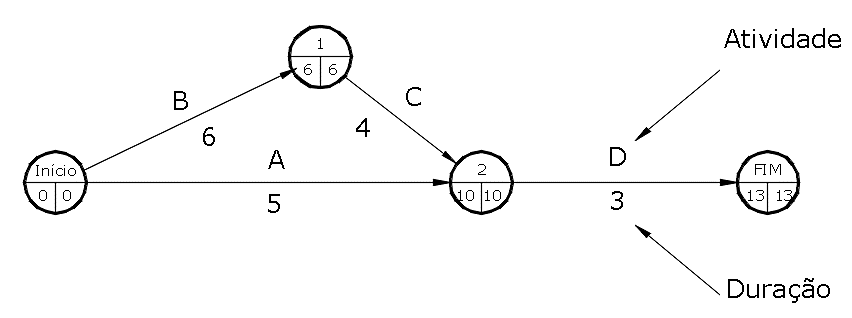 Atividade
1
6 6
B
6
C
4
Início
0 0
A
5
2
10 10
D
3
FIM
13 13
Duração